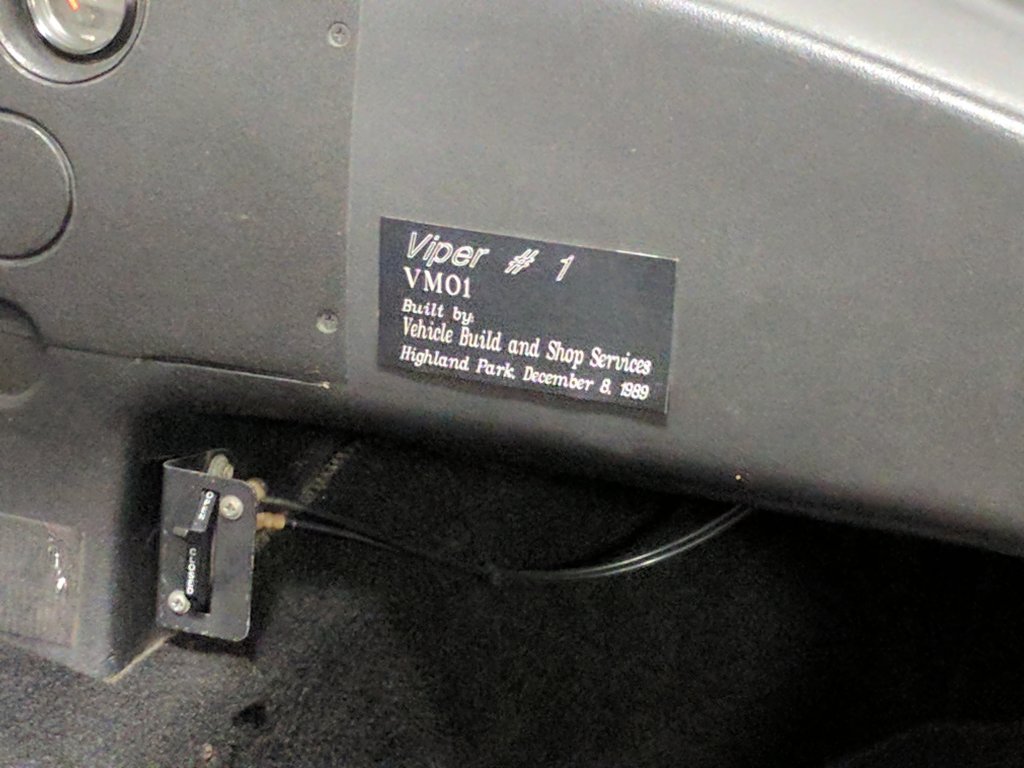 Viper # 1
VM01
Built by:
Vehicle Build and Shop Services
Highland Park, December 8, 1989